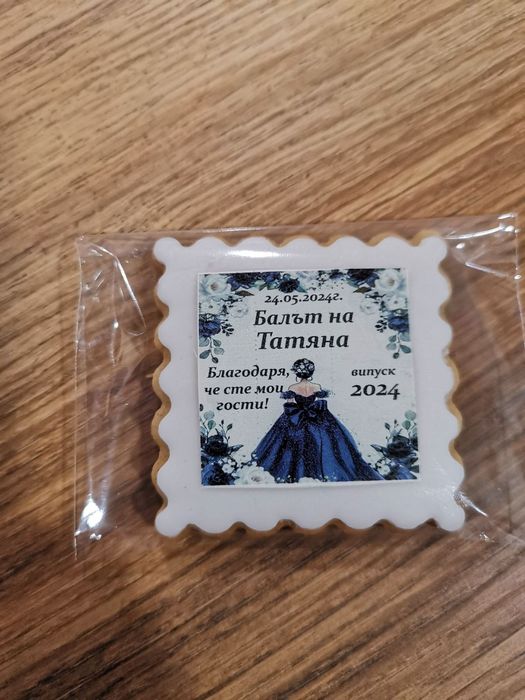 24.05.2024г.
Балът на
Татяна
Благодаря,
че сте мои
гости!
випуск
2024